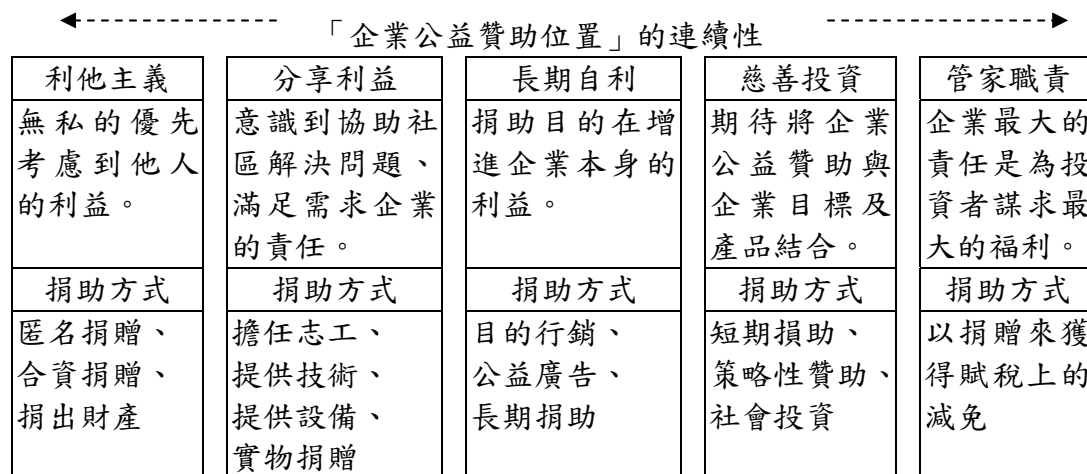 「企業公益贊助位置」的連續性
利他主義
無私的優先
考慮到他人
的利益。
捐助方式
匿名捐贈、
合資捐贈、
捐出財產
分享利益
意識到協助社
區解決問題、
滿足需求企業
的責任。
捐助方式
擔任志工、
提供技術、
提供設備、
實物捐贈
長期自利
捐助目的在增
進企業本身的
利益。
捐助方式
目的行銷、
公益廣告、
長期捐助
慈善投資
期待將企業
公益贊助與
企業目標及
產品結合。
捐助方式
短期捐助、
策略性贊助、
社會投資
管家職責
企業最大的
責任是為投
資者謀求最
大的福利。
捐助方式
以捐贈來獲
得賦稅上的
減免